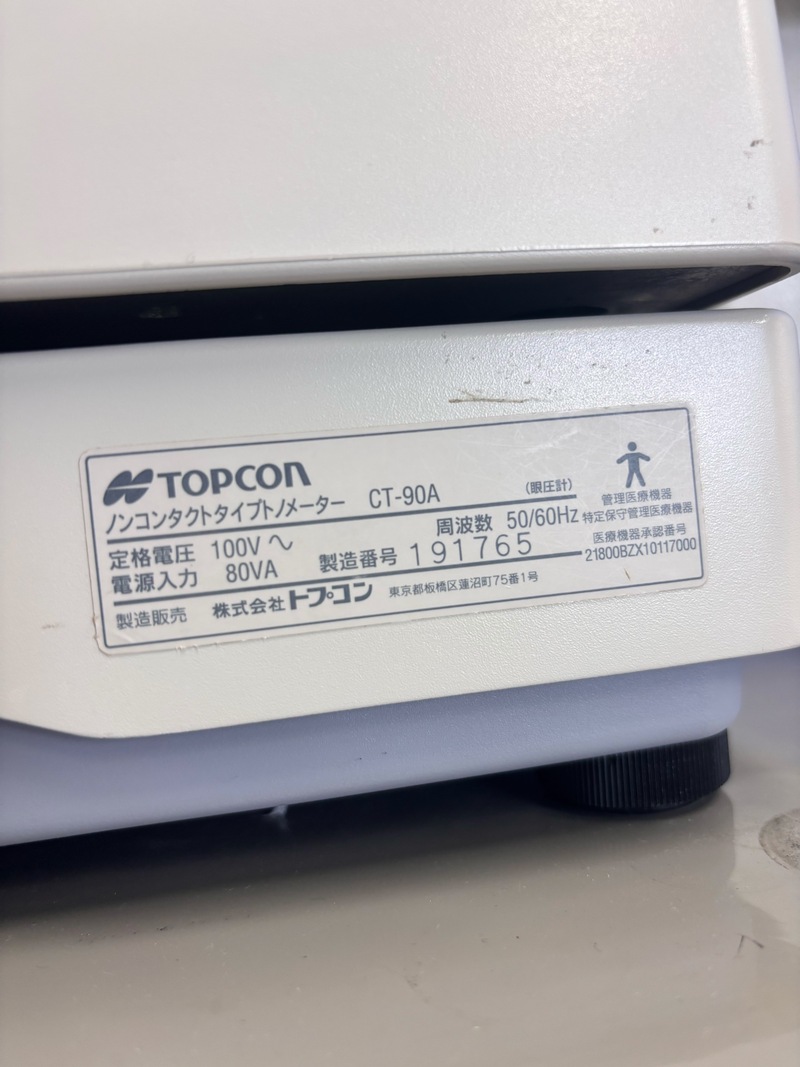 TOPCON
ノンコンタクトタイプトノメーター CT-90A (眼圧計)
定格電圧 100V～ 周波数 50/60Hz
電源入力 80VA 製造番号 191765
製造販売 株式会社トプコン 東京都板橋区蓮沼町75番1号
管理医療機器
特定保守管理医療機器
医療機器承認番号
21800BZX10117000